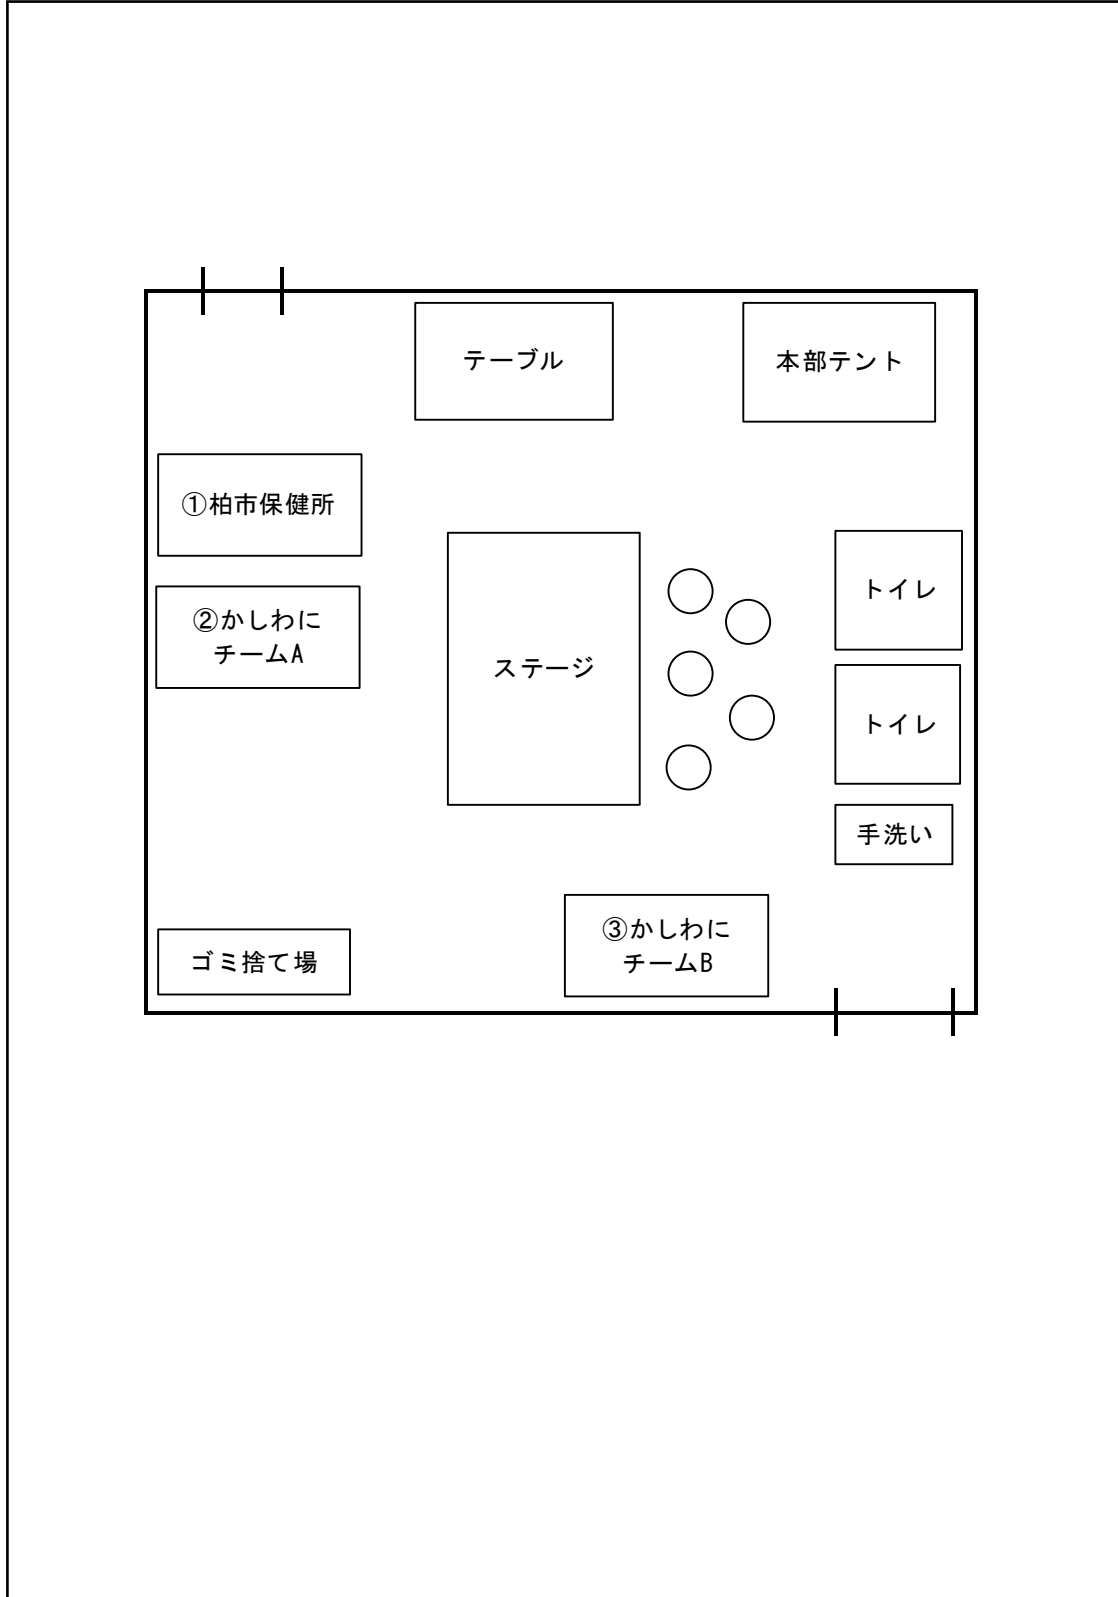 テーブル
本部テント
①柏市保健所
②かしわに
チームA
ステージ
トイレ
トイレ
手洗い
③かしわに
チームB
ゴミ捨て場